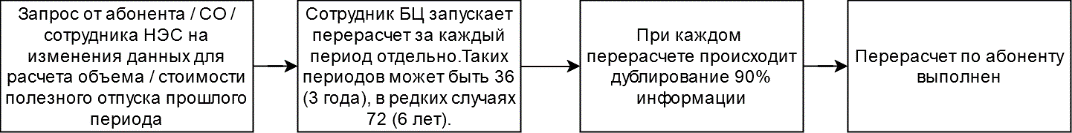 Запрос от абонента / СО /
сотрудника НЭС на
изменения данных для
расчета объема / стоимости
полезного отпуска прошлого
периода
Сотрудник БЦ запускает
перерасчет за каждый
период отдельно.Таких
периодов может быть 36
(3 года), в редких случаях
72 (6 лет).
При каждом
перерасчете происходит
дублирование 90%
информации
Перерасчет по абоненту
выполнен